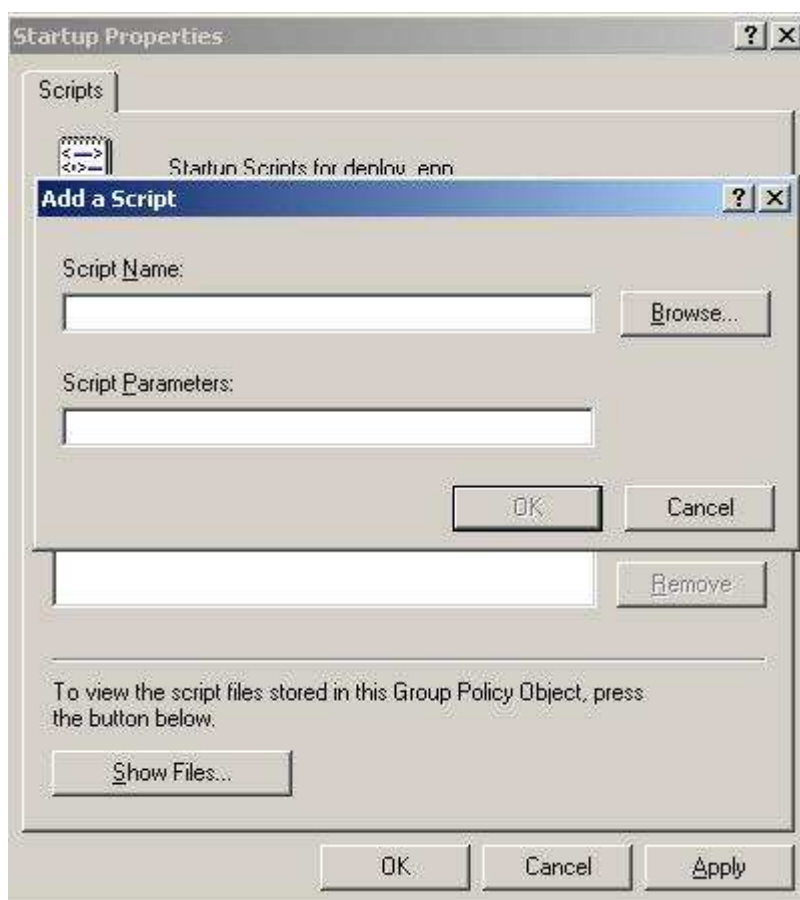 Startup Properties
Scripts
Startup Scripts for deploy_epp
Add a Script
Script Name:
Browse...
Script Parameters:
OK
Cancel
Remove
To view the script files stored in this Group Policy Object, press
the button below.
Show Files...
OK
Cancel
Apply